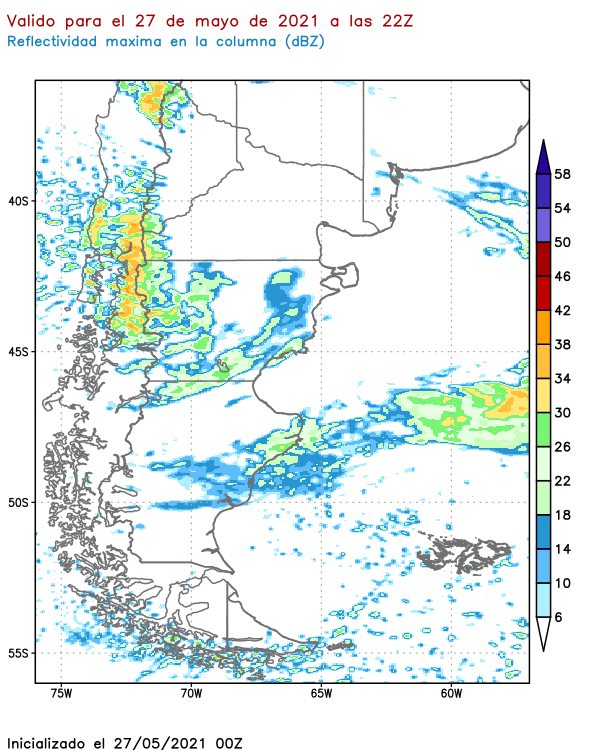 Valido para el 27 de mayo de 2021 a las 22Z
Reflectividad maxima en la columna (dBZ)
58
54
50
46
42
38
34
30
26
22
18
14
10
6
40S
45S
50S
55S
75W
70W
65W
60W
Inicializado el 27/05/2021 00Z